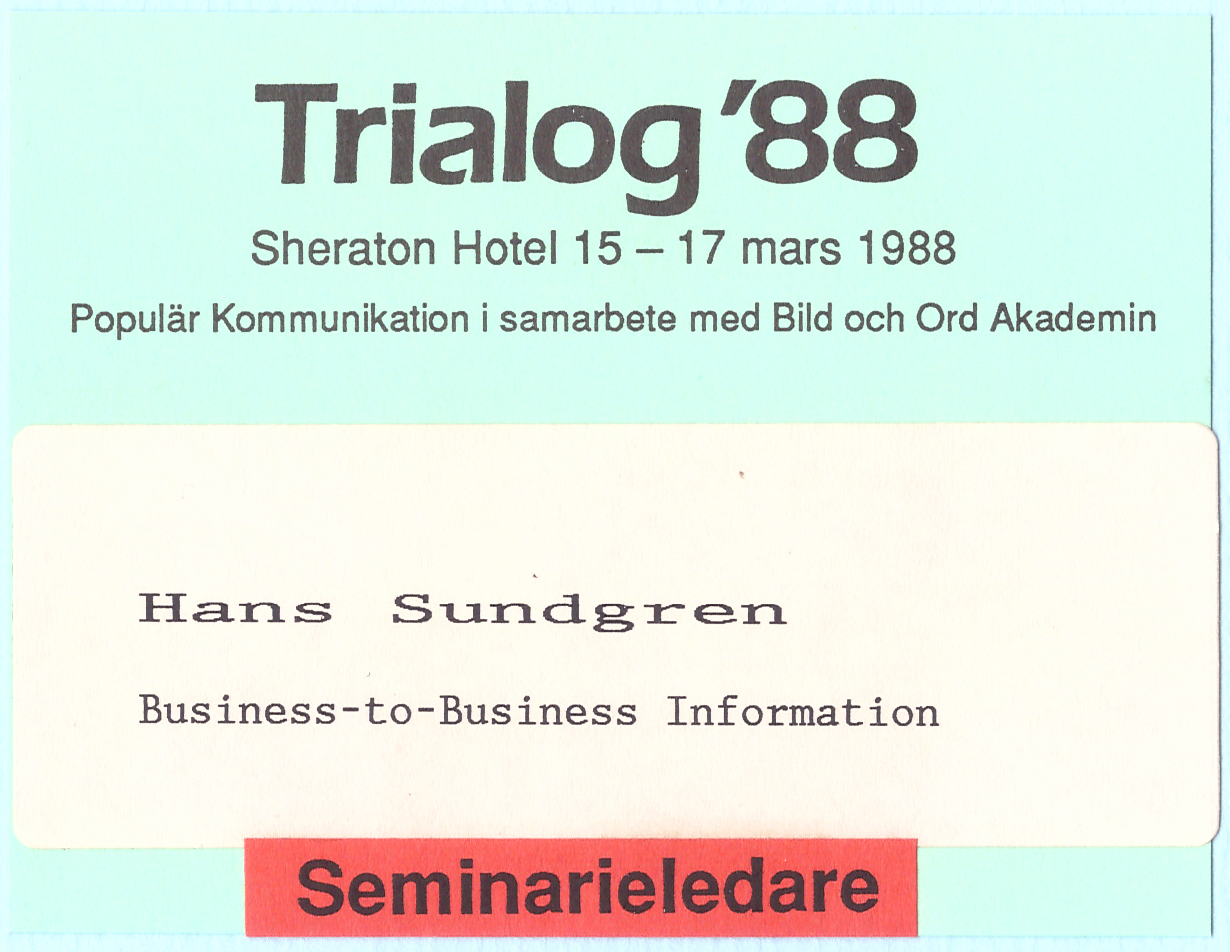 Trialog '88
Sheraton Hotel 15 – 17 mars 1988
Populär Kommunikation i samarbete med Bild och Ord Akademin
Hans Sundgren
Business-to-Business Information
Seminarieledare